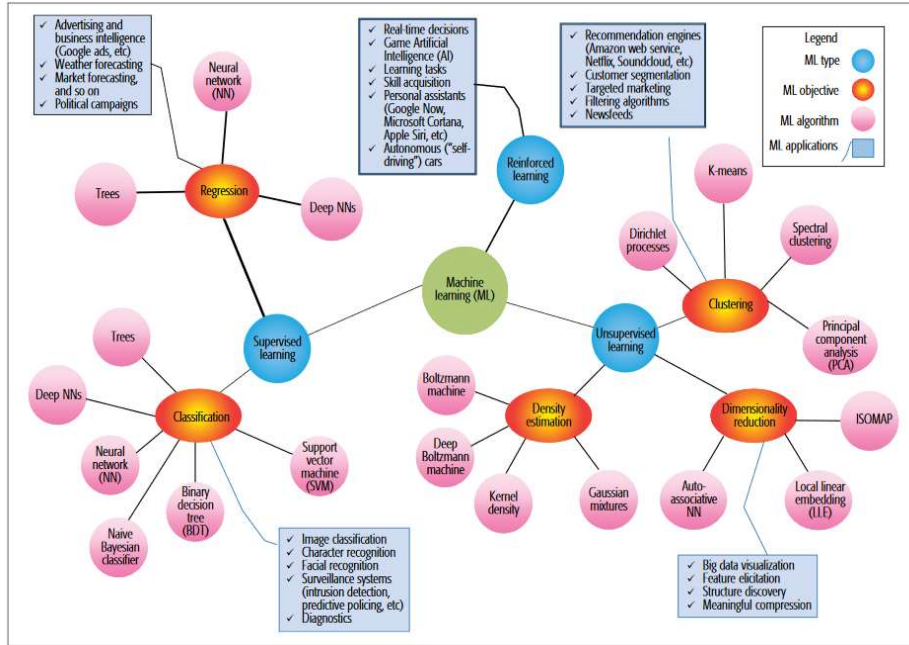 ✓ Advertising and
business intelligence
(Google ads, etc)
✓ Weather forecasting
✓ Market forecasting,
and so on
✓ Political campaigns
Neural
network
(NN)
✓ Real-time decisions
✓ Game Artificial
Intelligence (AI)
✓ Learning tasks
✓ Skill acquisition
✓ Personal assistants
(Google Now,
Microsoft Cortana,
Apple Siri, etc)
✓ Autonomous ("self-
driving") cars
✓ Recommendation engines
(Amazon web service,
Netflix, Soundcloud, etc)
✓ Customer segmentation
✓ Targeted marketing
✓ Filtering algorithms
✓ Newsfeeds
Legend
ML type
ML objective
ML algorithm
ML applications
Trees
Regression
Deep NNs
Reinforced
learning
K-means
Dirichlet
processes
Spectral
clustering
Machine
learning (ML)
Clustering
Supervised
learning
Unsupervised
learning
Principal
component
analysis
(PCA)
Trees
Deep NNs
Classification
Neural
network
(NN)
Naive
Bayesian
classifier
Binary
decision
tree
(BDT)
Support
vector
machine
(SVM)
Boltzmann
machine
Density
estimation
Deep
Boltzmann
machine
Kernel
density
Gaussian
mixtures
Dimensionality
reduction
ISOMAP
Auto-
associative
NN
Local linear
embedding
(LLE)
✓ Image classification
✓ Character recognition
✓ Facial recognition
✓ Surveillance systems
(intrusion detection,
predictive policing, etc)
✓ Diagnostics
✓ Big data visualization
✓ Feature elicitation
✓ Structure discovery
✓ Meaningful compression